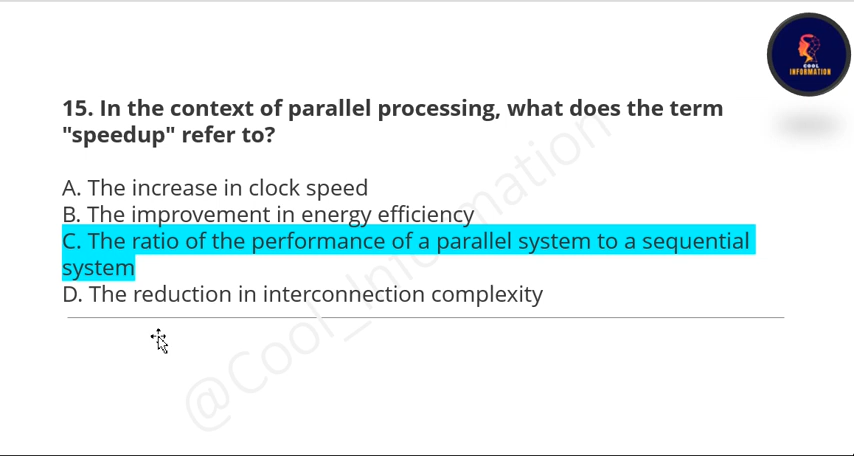 COOL
INFORMATION
15. In the context of parallel processing, what does the term
"speedup" refer to?
A. The increase in clock speed
B. The improvement in energy efficiency
C. The ratio of the performance of a parallel system to a sequential
system
D. The reduction in interconnection complexity
@Cool_Information